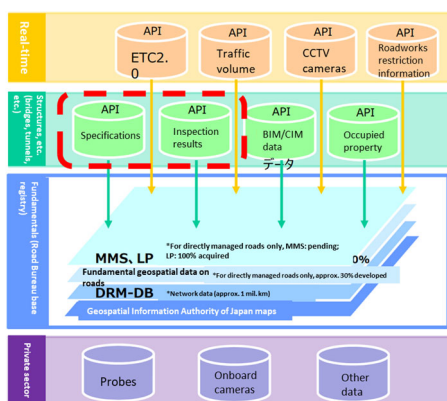 Real-time
API
ETC2.
0
API
Traffic
volume
API
CCTV
cameras
API
Roadworks
restriction
information
Structures, etc.
(bridges, tunnels,
etc.)
API
Specifications
API
Inspection
results
API
BIM/CIM
data
データ
API
Occupied
property
Fundamentals (Road Bureau base
registry)
MMS、LP
*For directly managed roads only, MMS: pending;
LP: 100% acquired
0%
Fundamental geospatial data on
roads
*For directly managed roads only, approx. 30% developed
DRM-DB
*Network data (approx. 1 mil. km)
Geospatial Information Authority of Japan maps
Private sector
Probes
Onboard
cameras
Other
data